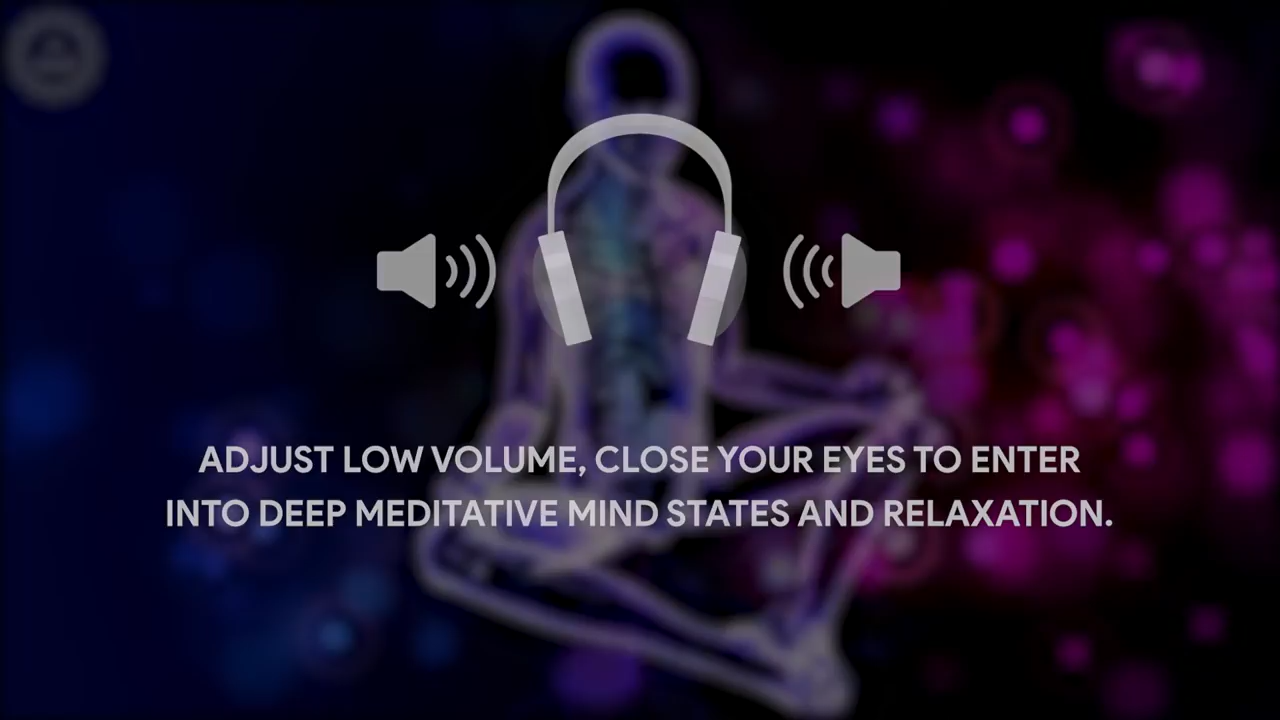 ADJUST LOW VOLUME, CLOSE YOUR EYES TO ENTER
INTO DEEP MEDITATIVE MIND STATES AND RELAXATION.